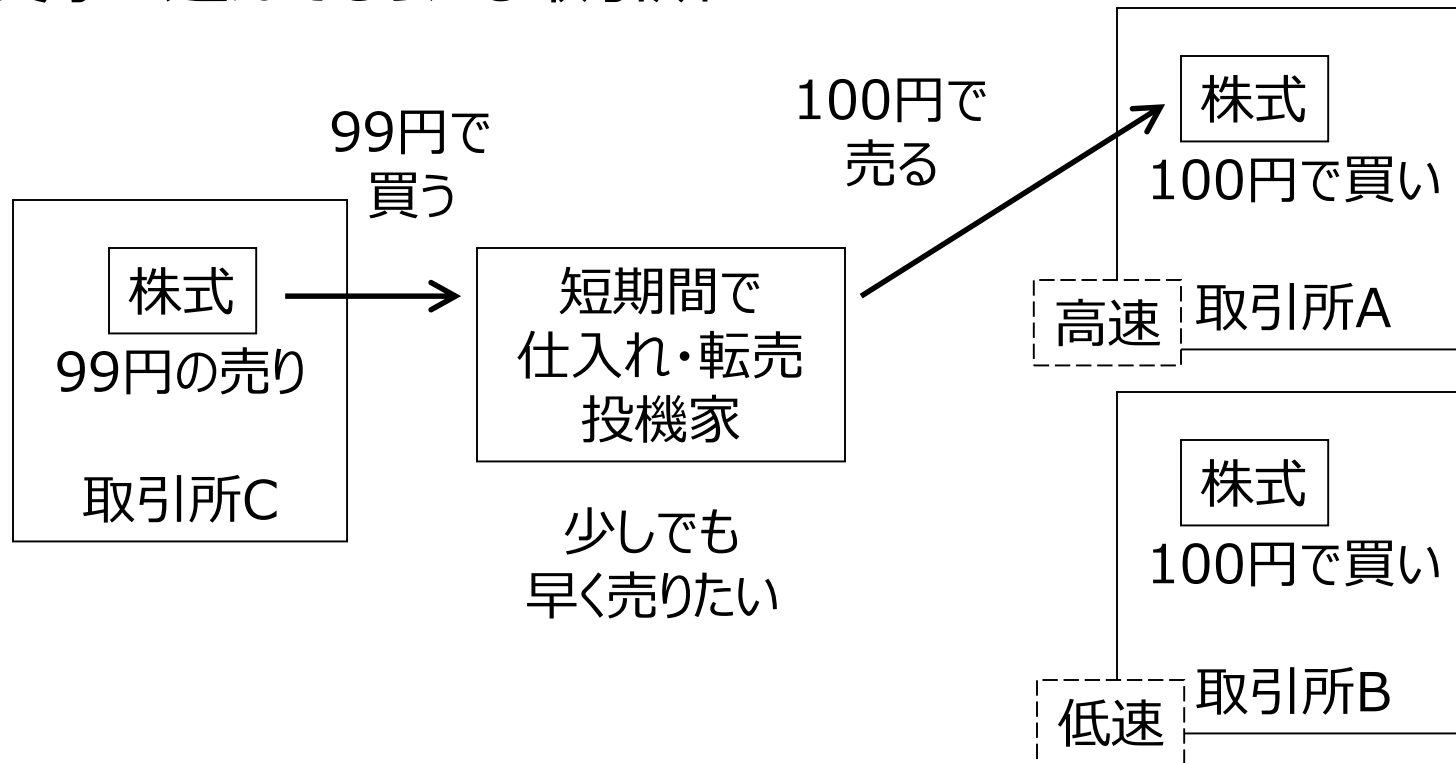 99円で
買う
株式
99円の売り
取引所C
短期間で
仕入れ・転売
投機家
少しでも
早く売りたい
100円で
売る
株式
100円で買い
高速
取引所A
株式
100円で買い
低速
取引所B